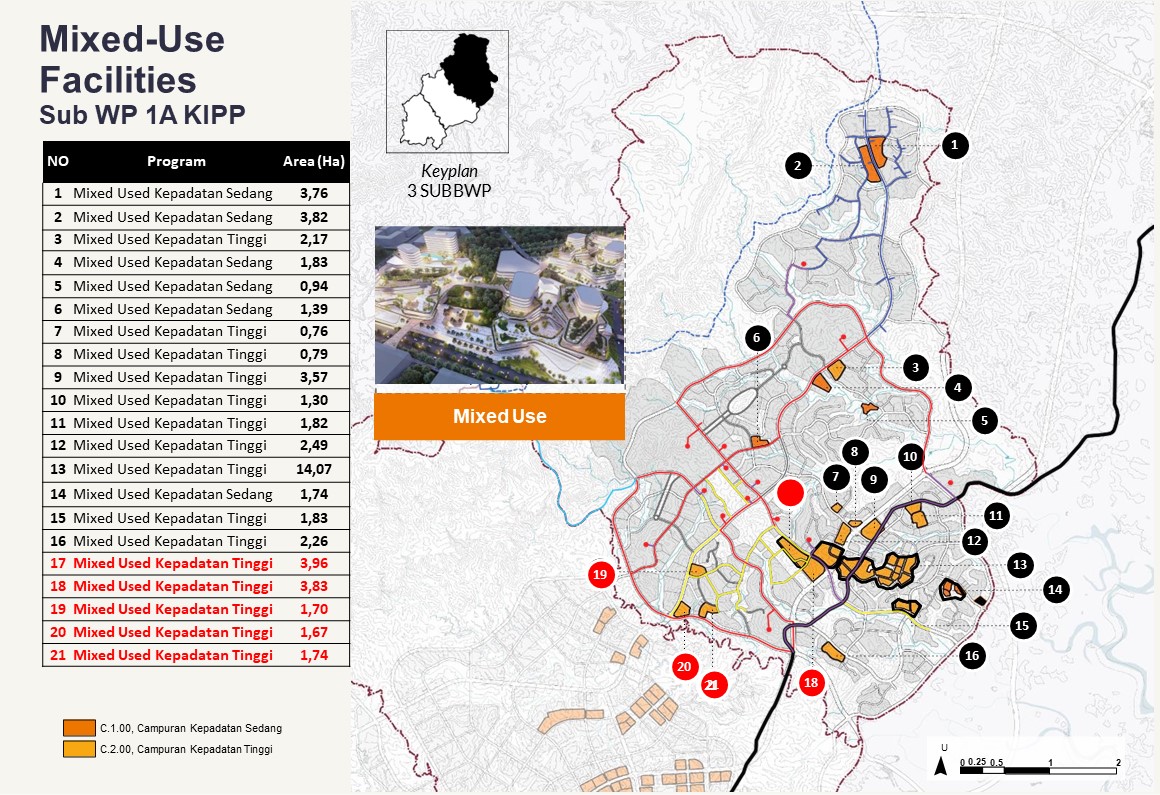 Mixed-Use
Facilities
Sub WP 1A KIPP
NO Program Area (Ha)
1 Mixed Used Kepadatan Sedang 3,76
2 Mixed Used Kepadatan Sedang 3,82
3 Mixed Used Kepadatan Tinggi 2,17
4 Mixed Used Kepadatan Sedang 1,83
5 Mixed Used Kepadatan Sedang 0,94
6 Mixed Used Kepadatan Sedang 1,39
7 Mixed Used Kepadatan Tinggi 0,76
8 Mixed Used Kepadatan Tinggi 0,79
9 Mixed Used Kepadatan Tinggi 3,57
10 Mixed Used Kepadatan Tinggi 1,30
11 Mixed Used Kepadatan Tinggi 1,82
12 Mixed Used Kepadatan Tinggi 2,49
13 Mixed Used Kepadatan Tinggi 14,07
14 Mixed Used Kepadatan Sedang 1,74
15 Mixed Used Kepadatan Tinggi 1,83
16 Mixed Used Kepadatan Tinggi 2,26
17 Mixed Used Kepadatan Tinggi 3,96
18 Mixed Used Kepadatan Tinggi 3,83
19 Mixed Used Kepadatan Tinggi 1,70
20 Mixed Used Kepadatan Tinggi 1,67
21 Mixed Used Kepadatan Tinggi 1,74
C.1.00, Campuran Kepadatan Sedang
C.2.00, Campuran Kepadatan Tinggi
Keyplan
3 SUBBWP
Mixed Use
1
2
6
3
4
5
8
10
7
9
11
12
13
19
14
15
16
20
21
18
U
0 0.25 0.5 1 2